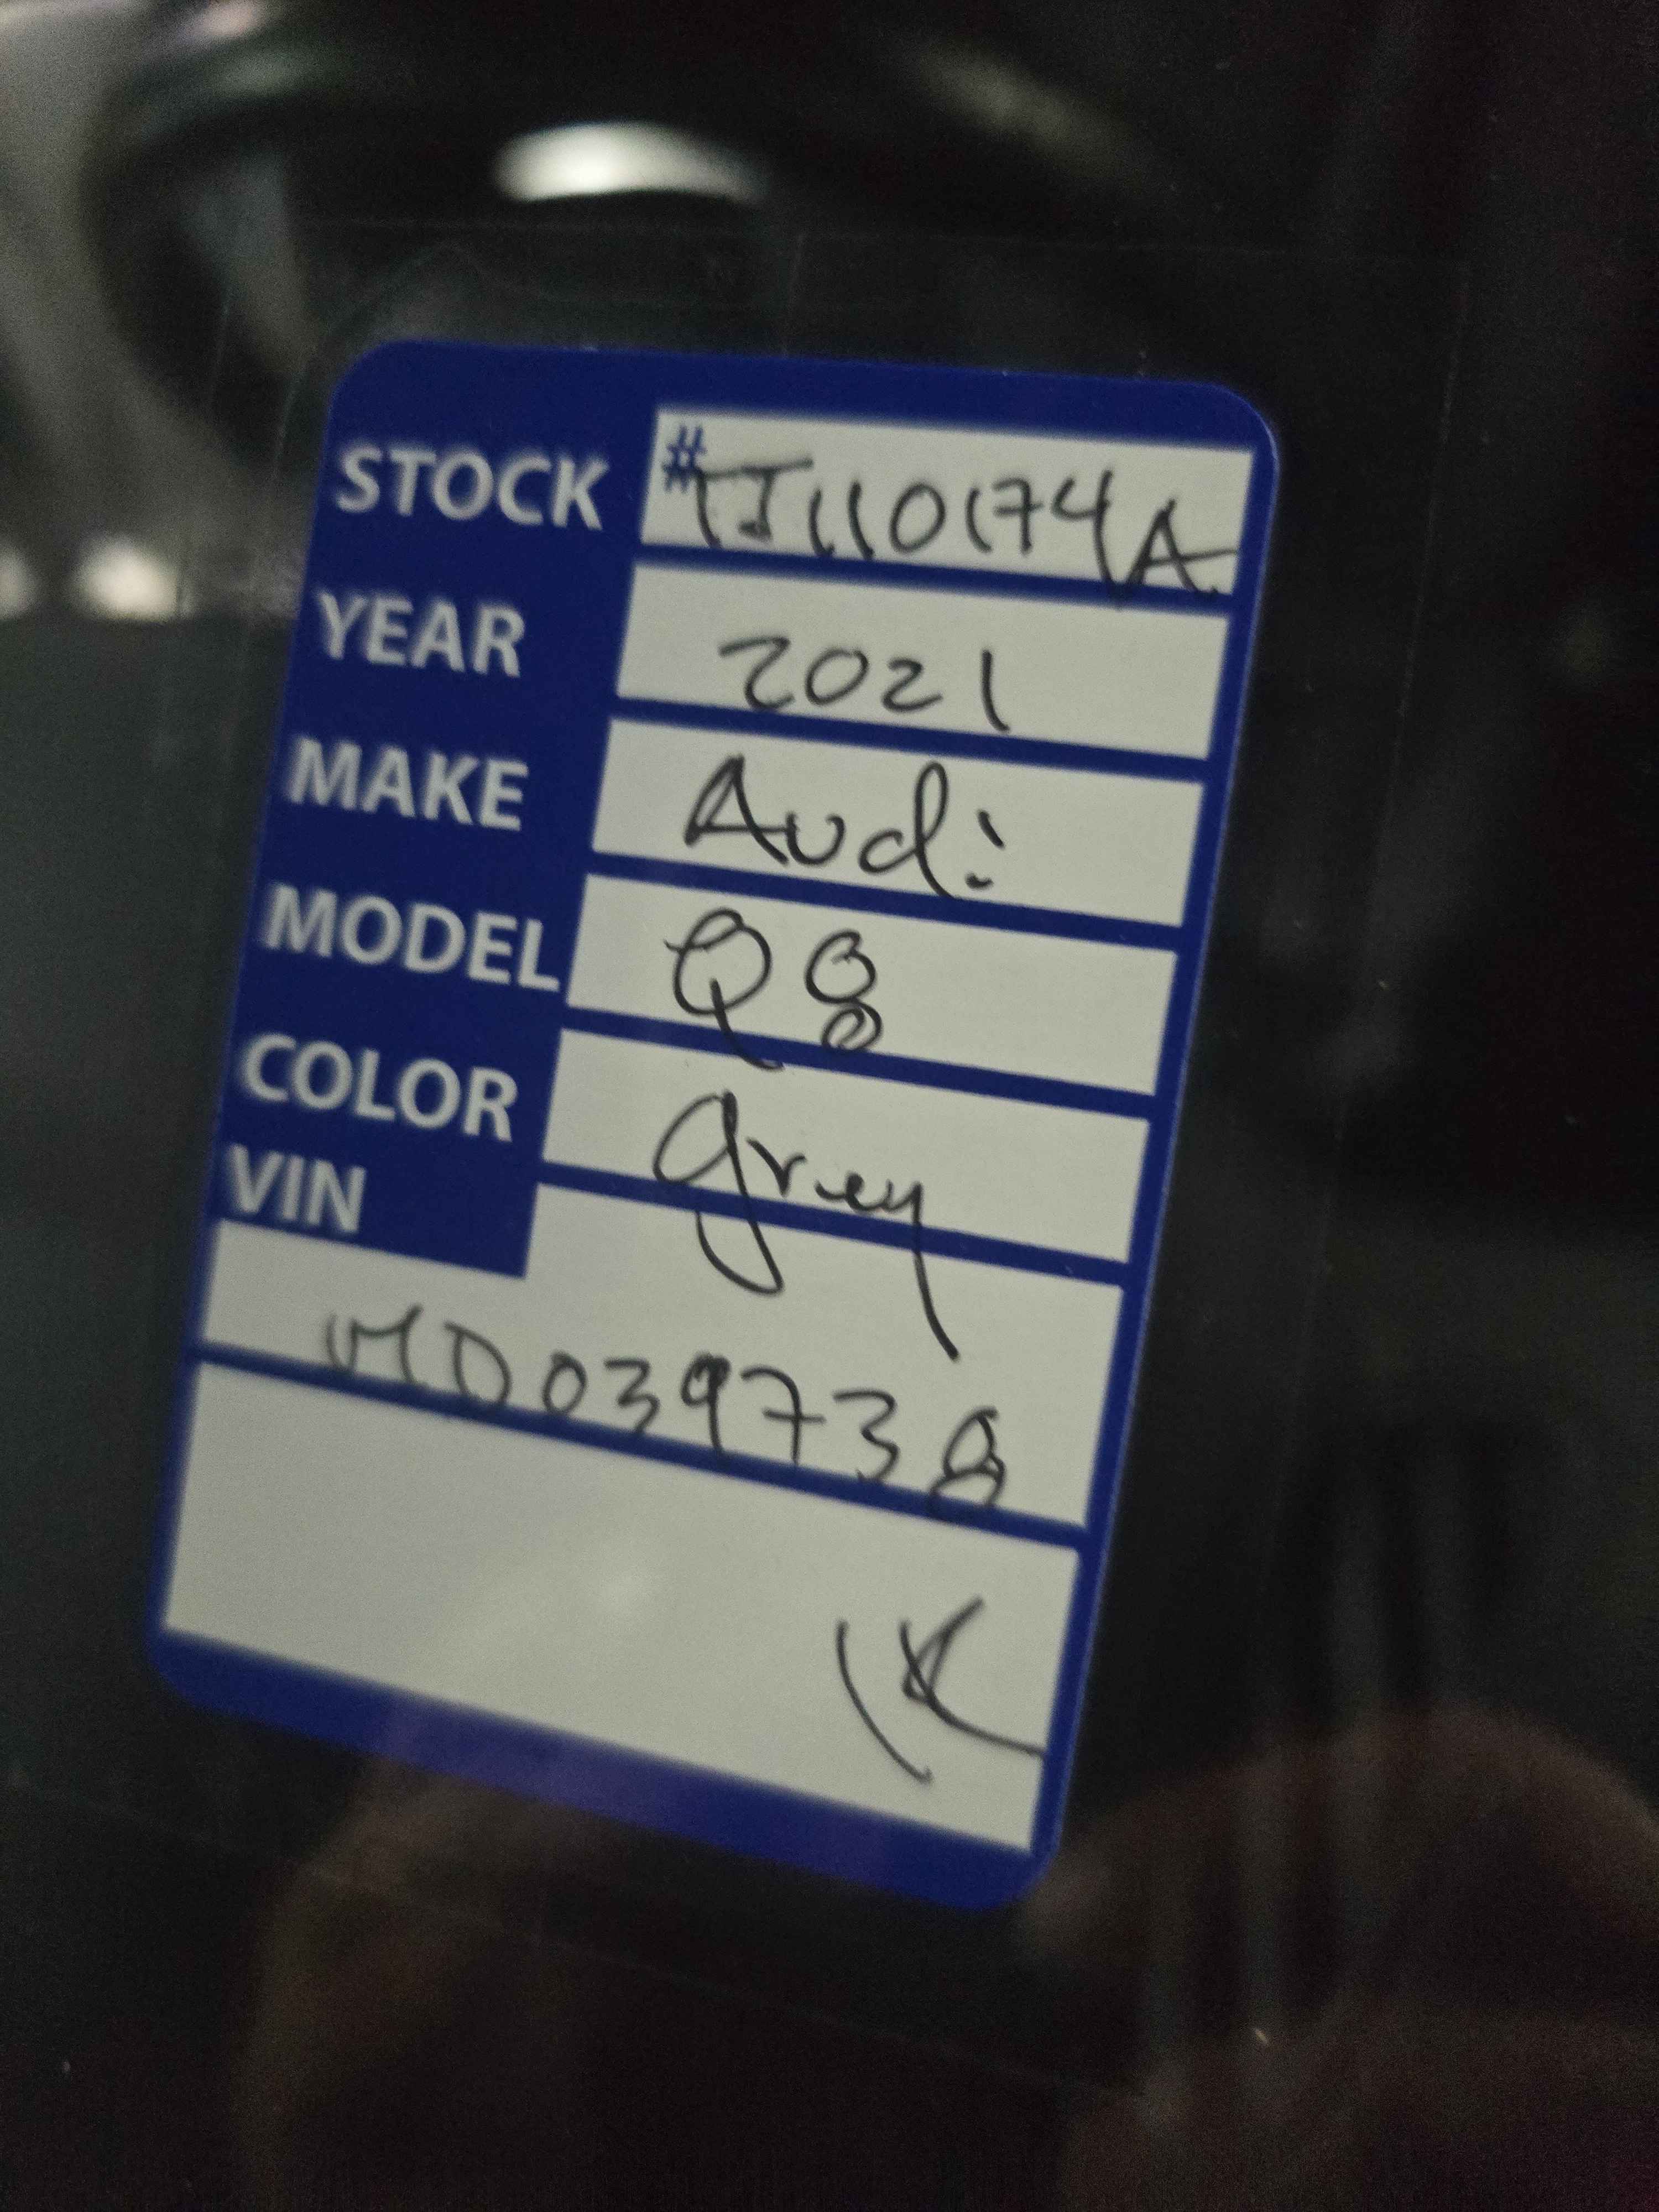 STOCK #TJ110174A
YEAR 2021
MAKE Audi
MODEL Q8
COLOR grey
VIN
MD039738